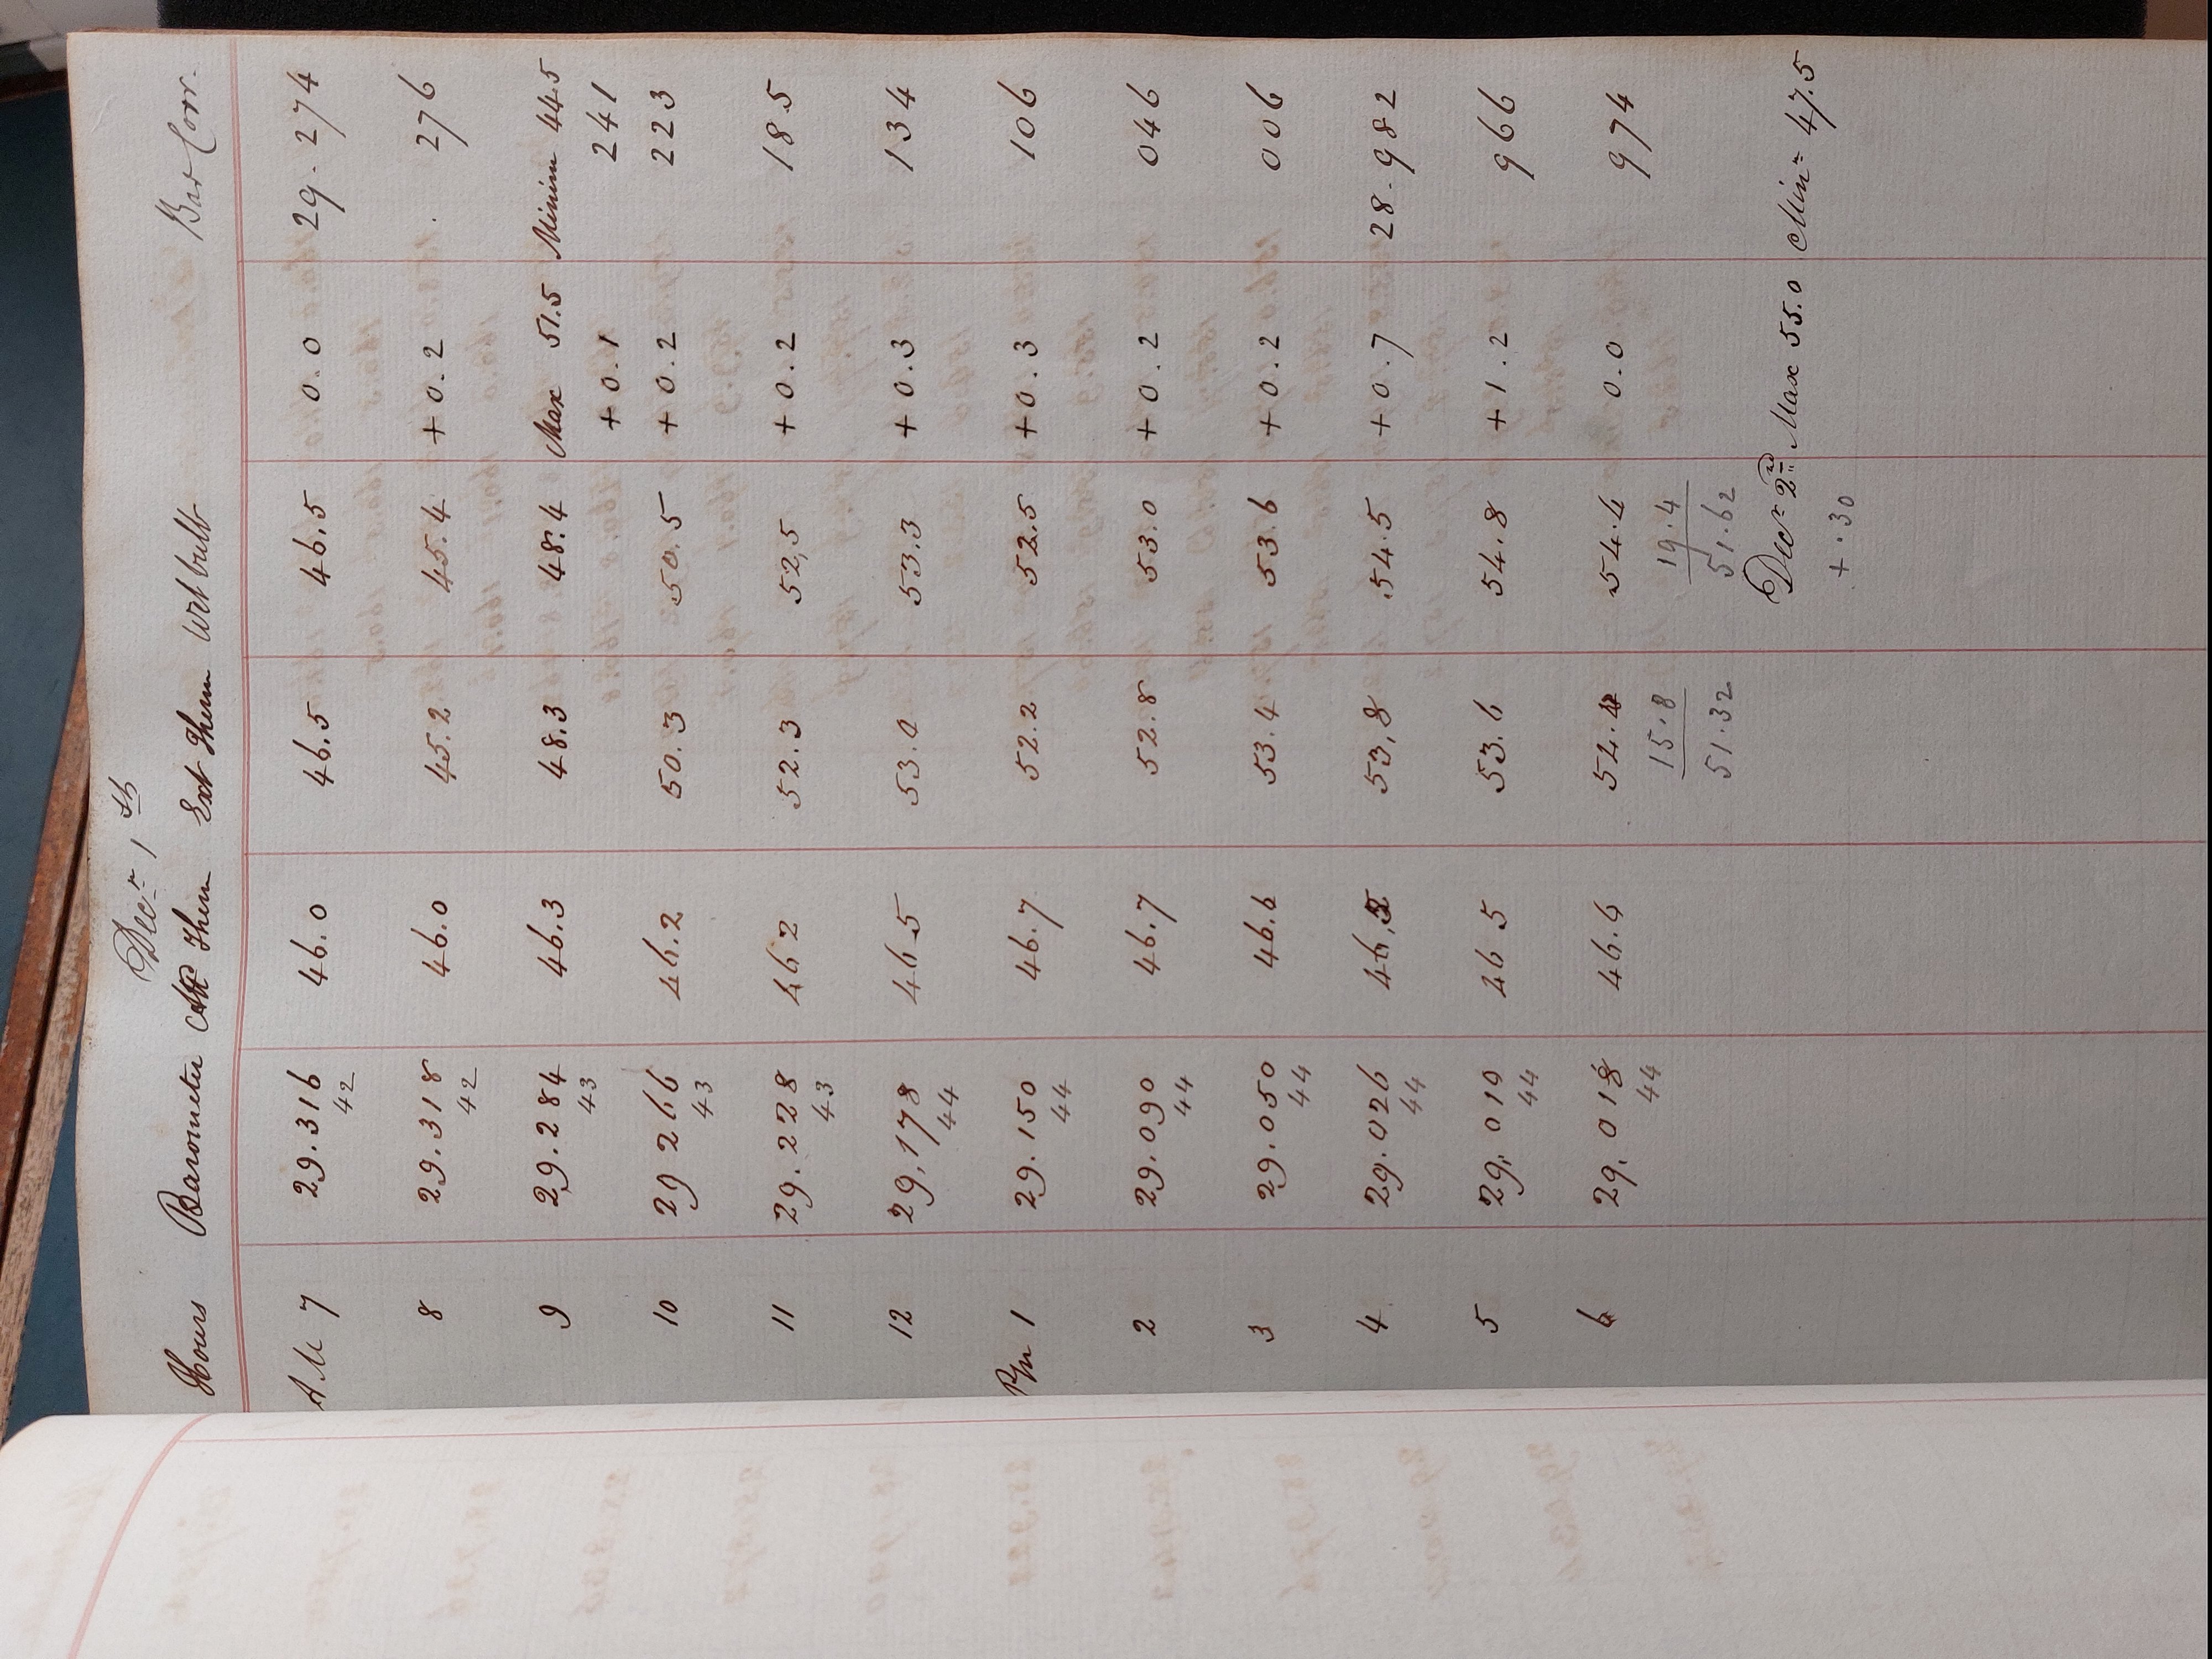 Decr 1st
Hours Barometer Att Therm Ext Therm Wet bulb Bar Corr.
AM 7 29.316 46.0 46.5 46.5 0.0 29.274
42
8 29.318 46.0 45.2 45.4 +0.2 276
42
9 29.284 46.3 48.3 48.4 Max 51.5 Minim 44.5
43 +0.1 241
10 29 266 46.2 50.3 50.5 +0.2 223
43
11 29.228 46 2 52.3 52,5 +0.2 185
43
12 29,178 46 5 53.0 53.3 +0.3 134
44
Pm 1 29.150 46.7 52.2 52.5 +0.3 106
44
2 29.090 46.7 52.8 53.0 +0.2 046
44
3 29.050 46.6 53.4 53.6 +0.2 006
44
4 29.026 46, 53,8 54.5 +0.7 28.982
44
5 29, 010 46 5 53.6 54.8 +1.2 966
44
6 29, 018 46.6 54.4 54.4 0.0 974
44 15.8 19.4
51.32 51.62
Decr 2nd Max 55.0 Minm 47.5
+ .30